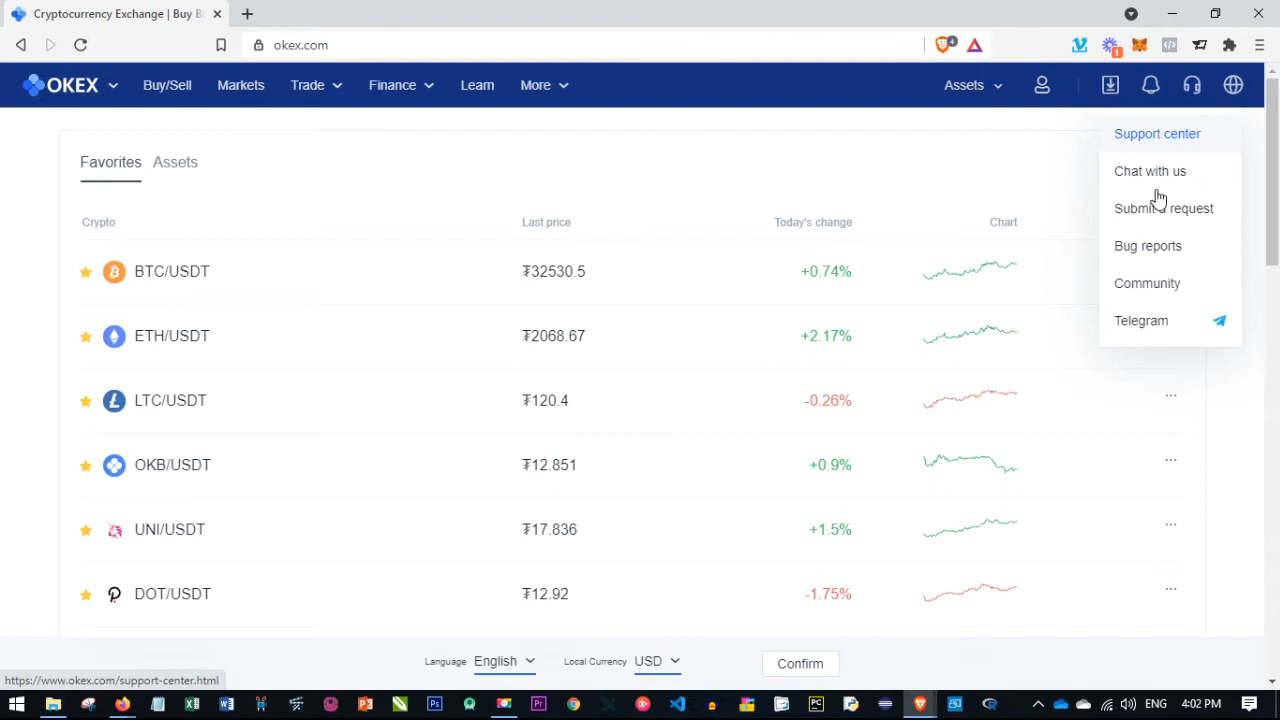 Cryptocurrency Exchange | Buy B
okex.com
4
1
OKEX Buy/Sell Markets Trade Finance Learn More Assets
Support center
Chat with us
Submit a request
Bug reports
Community
Telegram
Favorites Assets
Crypto Last price Today's change Chart
BTC/USDT ₮32530.5 +0.74%
ETH/USDT ₮2068.67 +2.17%
LTC/USDT ₮120.4 -0.26% ...
OKB/USDT ₮12.851 +0.9% ...
UNI/USDT ₮17.836 +1.5% ...
DOT/USDT ₮12.92 -1.75% ...
Language English Local Currency USD Confirm
https://www.okex.com/support-center.html
ENG 4:02 PM